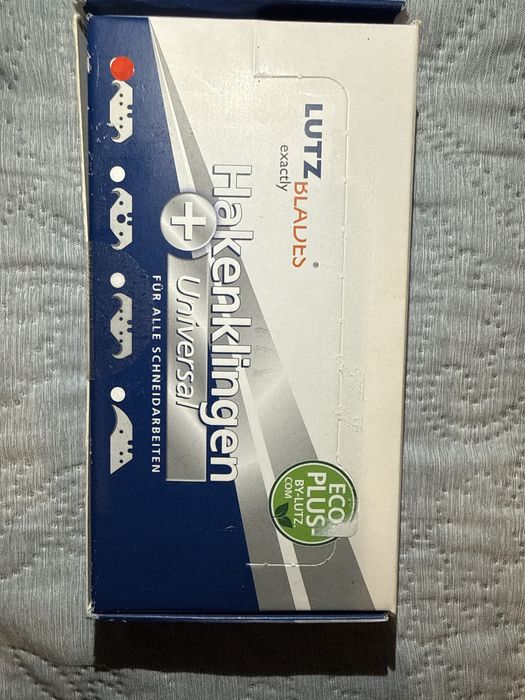 LUTZ
BLADES®
exactly
Hakenklingen
+ Universal
FÜR ALLE SCHNEIDARBEITEN
ECO
PLUS
BY-LUTZ.
COM